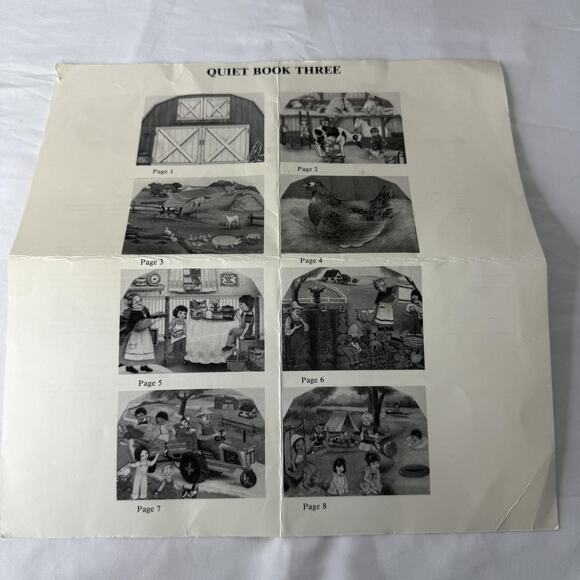 QUIET BOOK THREE
Page 1
Page 2
Page 3
Page 4
Page 5
Page 6
Page 7
Page 8